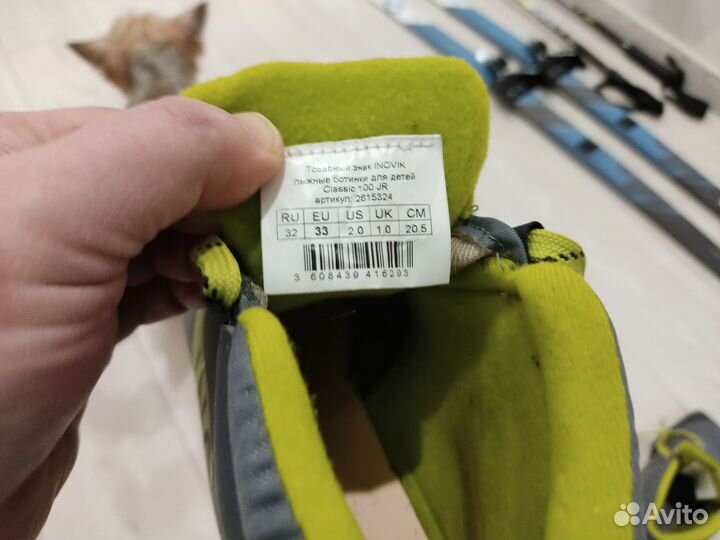 Товарный знак INOVIK
лыжные ботинки для детей
Classic 100 JR
артикул: 2615324
RU EU US UK CM
32 33 2.0 1.0 20.5
3 608439 416293
Avito